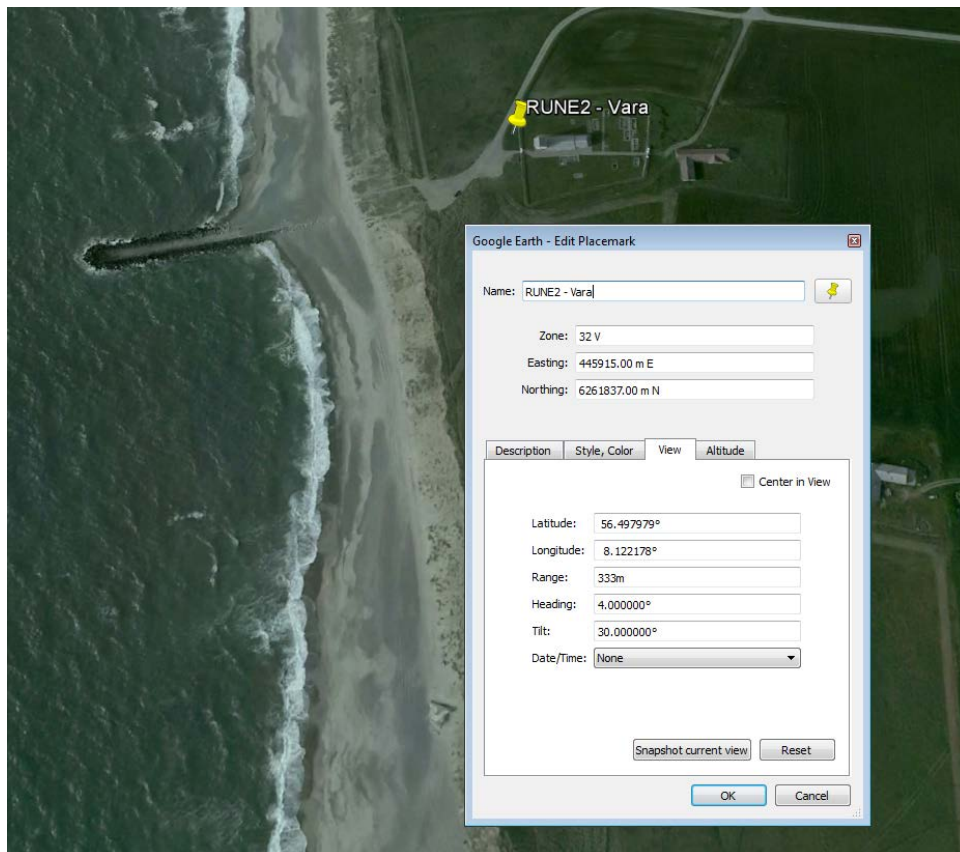 RUNE2 - Vara
Google Earth - Edit Placemark
Name: RUNE2 - Vara
Zone: 32 V
Easting: 445915.00 m E
Northing: 6261837.00 m N
Description Style, Color View Altitude
Center in View
Latitude: 56.497979°
Longitude: 8.122178°
Range: 333m
Heading: 4.000000°
Tilt: 30.000000°
Date/Time: None
Snapshot current view Reset
OK Cancel